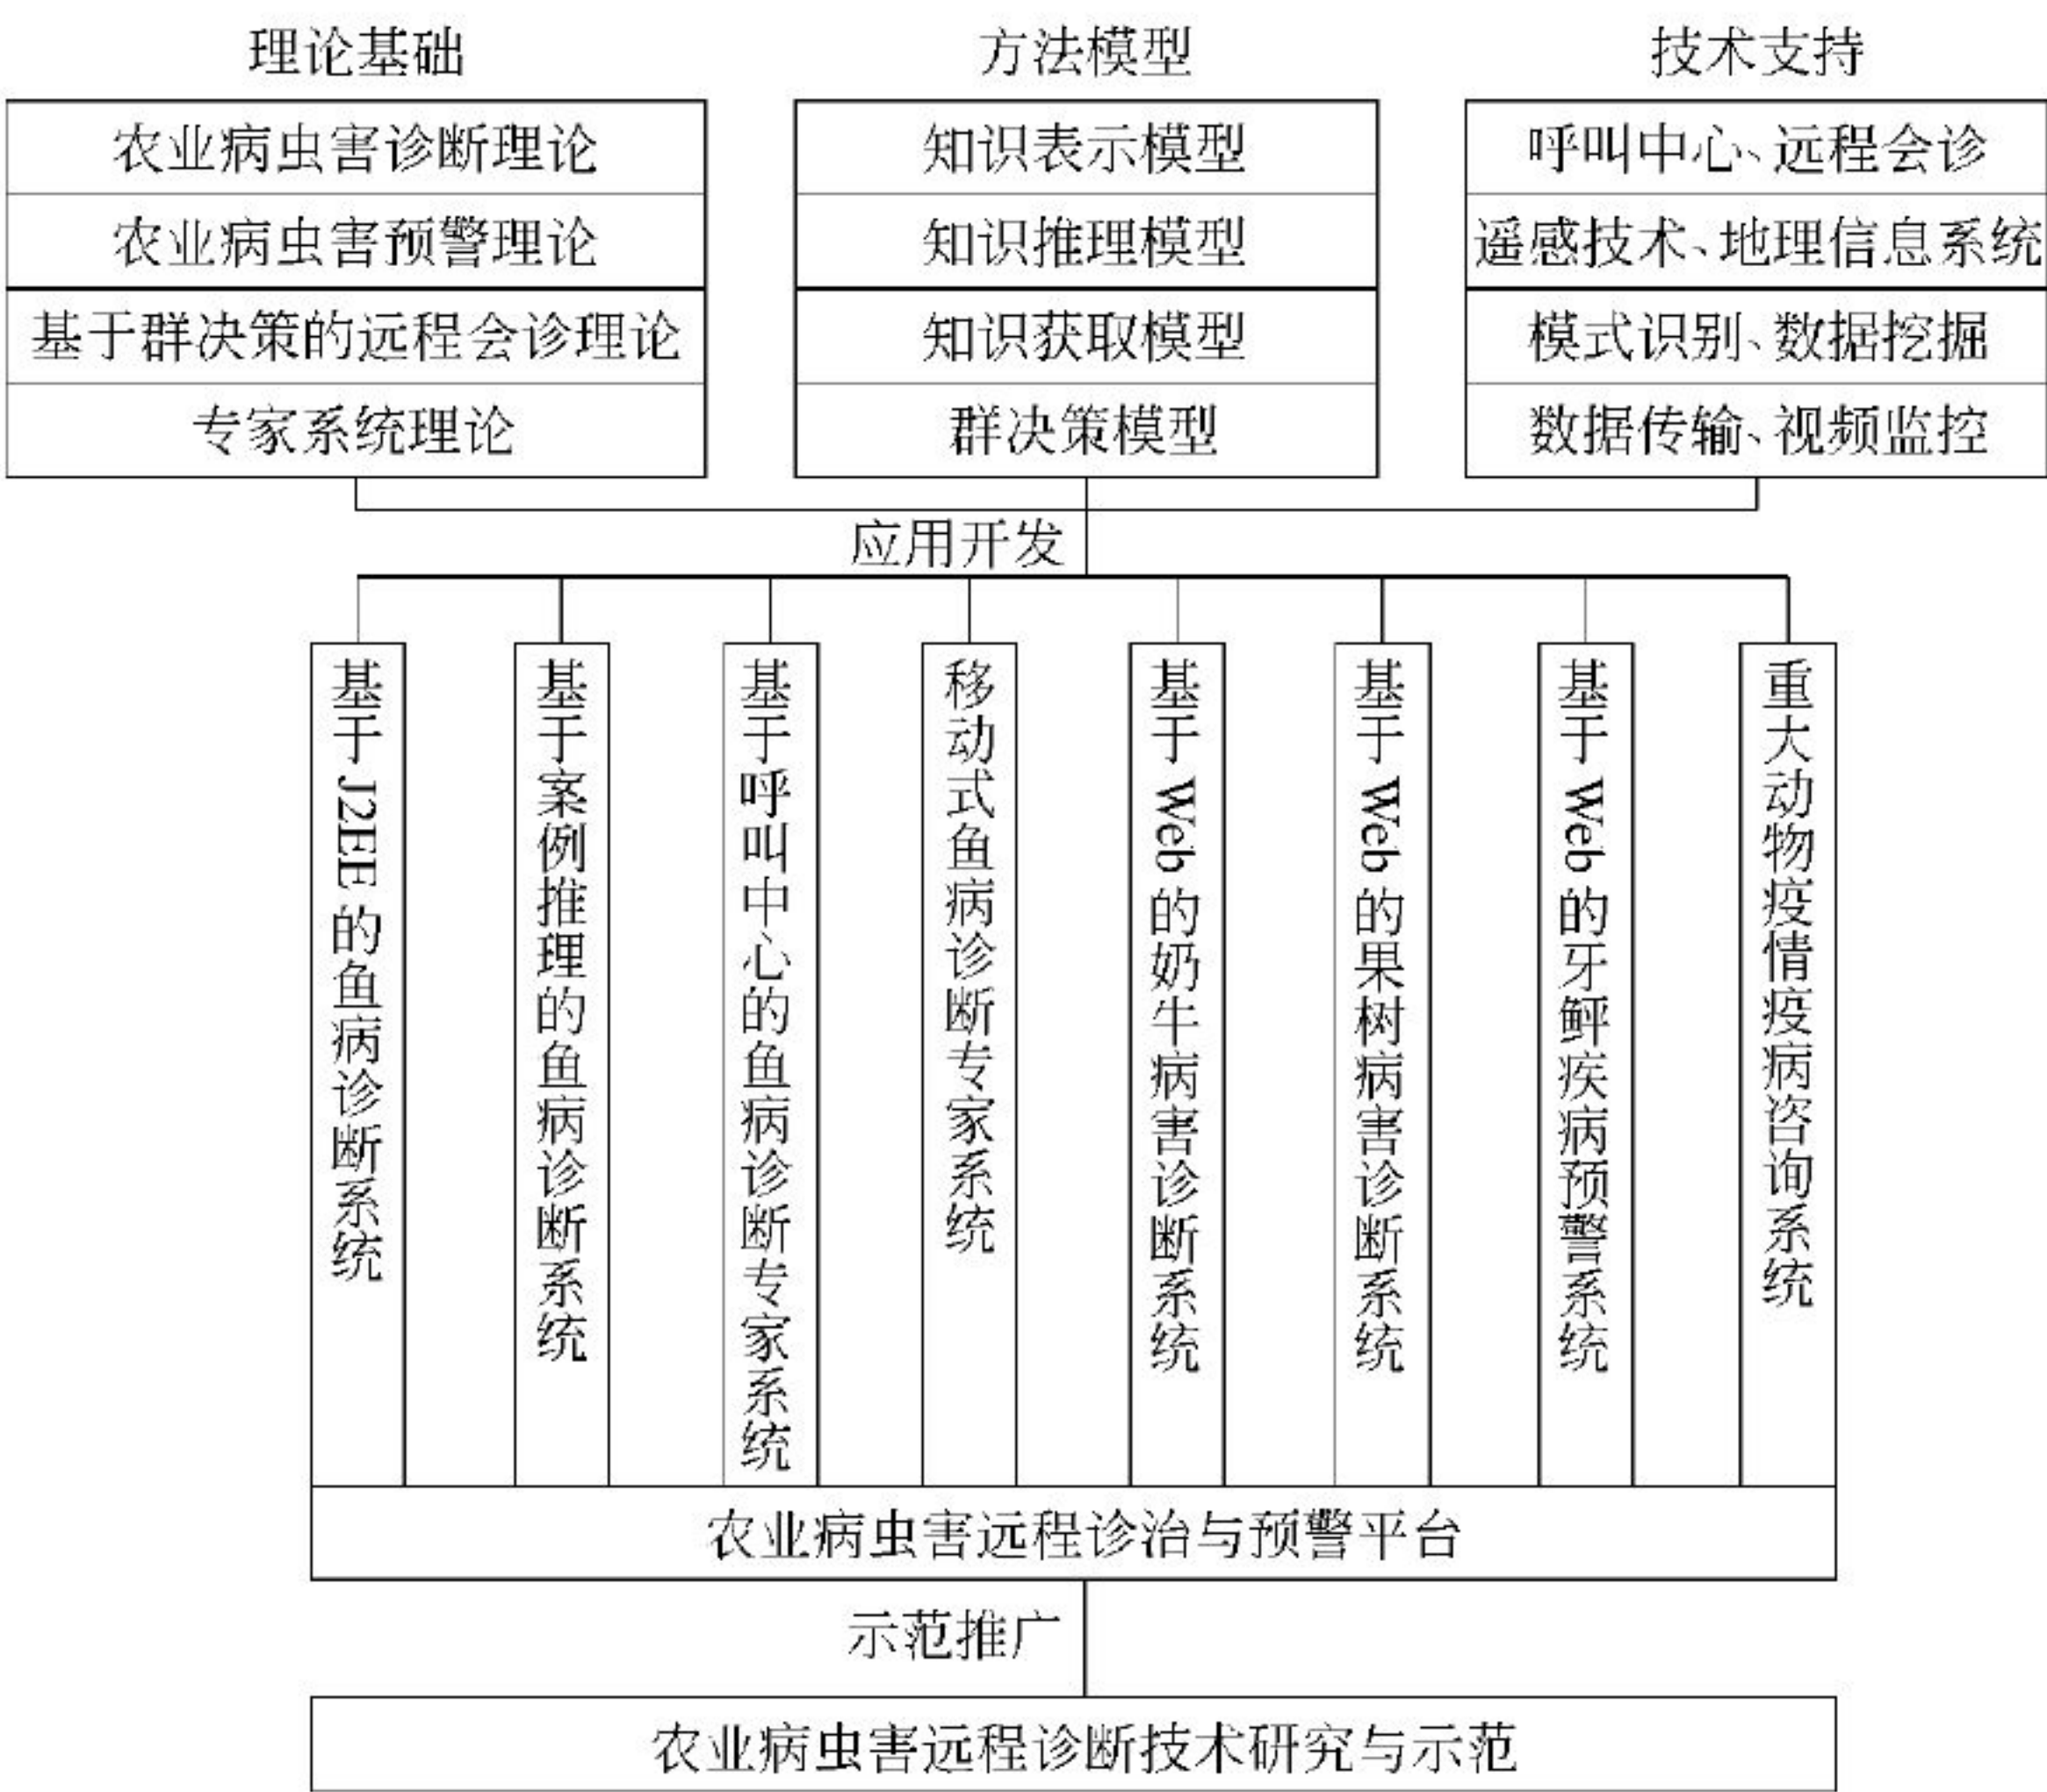 理论基础
方法模型
技术支持
农业病虫害诊断理论
农业病虫害预警理论
基于群决策的远程会诊理论
专家系统理论
知识表示模型
知识推理模型
知识获取模型
群决策模型
呼叫中心、远程会诊
遥感技术、地理信息系统
模式识别、数据挖掘
数据传输、视频监控
应用开发
基于J2EE的鱼病诊断系统
基于案例推理的鱼病诊断系统
基于呼叫中心的鱼病诊断专家系统
移动式鱼病诊断专家系统
基于Web的奶牛病害诊断系统
基于Web的果树病害诊断系统
基于Web的牙鲆疾病预警系统
重大动物疫情疫病咨询系统
农业病虫害远程诊治与预警平台
示范推广
农业病虫害远程诊断技术研究与示范